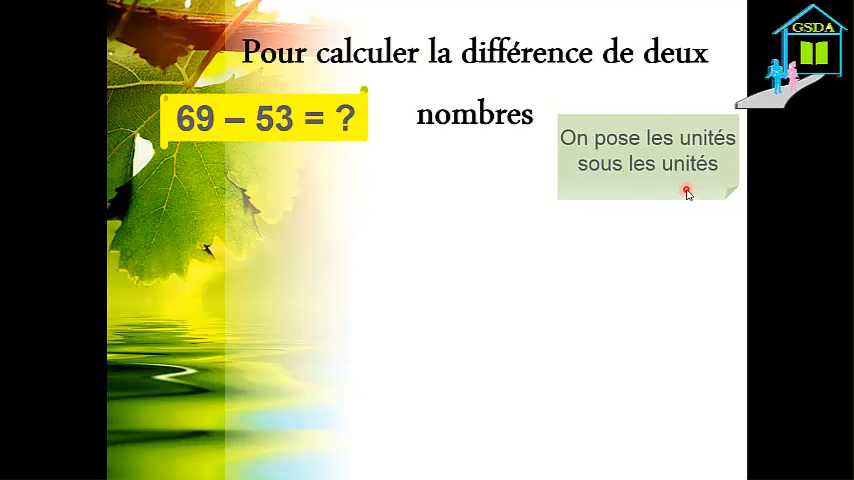 Pour calculer la différence de deux
nombres
69 – 53 = ?
On pose les unités
sous les unités
GSDA